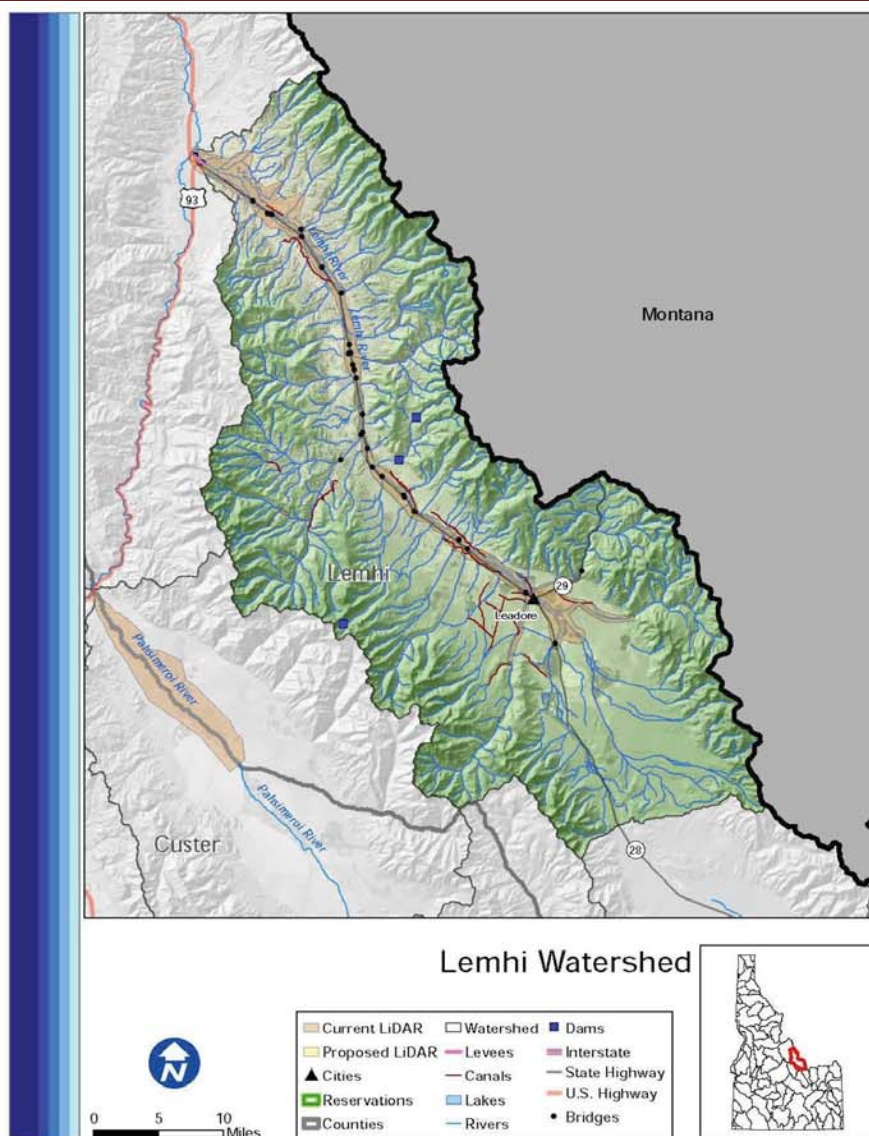 93
Lemhi River
Montana
Lemhi River
Lemhi
29
Leadore
Pahsimeroi River
Pahsimeroi River
Custer
28
Lemhi Watershed
N
0 5 10
Miles
Current LiDAR
Proposed LiDAR
Cities
Reservations
Counties
Watershed
Levees
Canals
Lakes
Rivers
Dams
Interstate
State Highway
U.S. Highway
Bridges